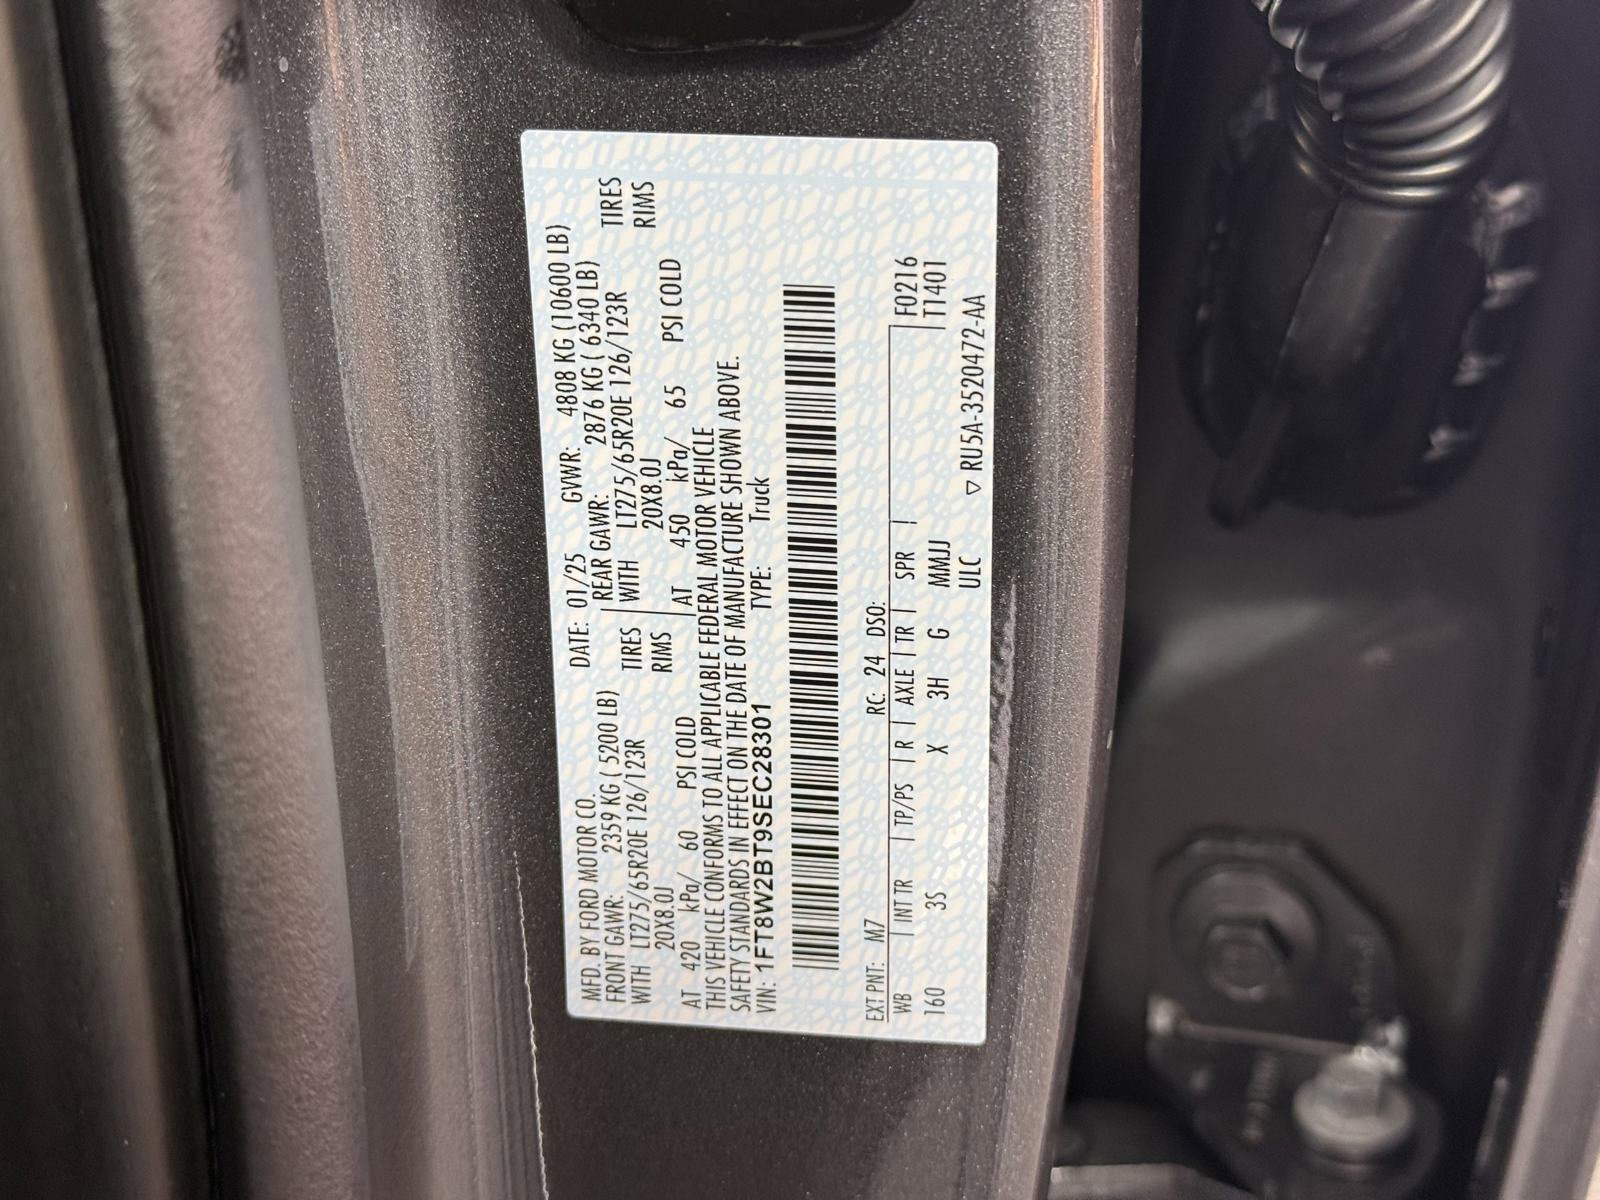 MFD. BY FORD MOTOR CO. DATE: 01/25 GVWR: 4808 KG (10600 LB)
FRONT GAWR: 2359 KG ( 5200 LB) REAR GAWR: 2876 KG ( 6340 LB)
WITH LT275/65R20E 126/123R TIRES WITH LT275/65R20E 126/123R TIRES
20X8.0J RIMS 20X8.0J RIMS
AT 420 kPa/ 60 PSI COLD AT 450 kPa/ 65 PSI COLD
THIS VEHICLE CONFORMS TO ALL APPLICABLE FEDERAL MOTOR VEHICLE
SAFETY STANDARDS IN EFFECT ON THE DATE OF MANUFACTURE SHOWN ABOVE.
VIN: 1FT8W2BT9SEC28301 TYPE: Truck
EXT PNT: M7 RC: 24 DSO:
WB | INT TR | TP/PS | R | AXLE | TR | SPR | F0216
160 3S X 3H G MMJJ T1401
ULC ▽ RU5A-3520472-AA